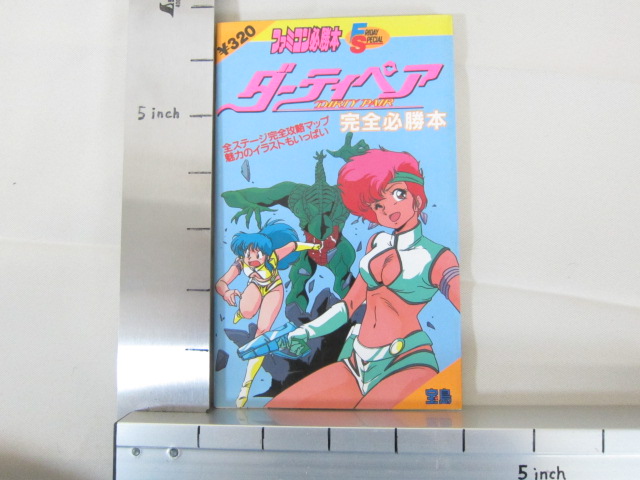 ¥320
ファミコン必勝本
FRIDAY
SPECIAL
ダーティペア
完全必勝本
全ステージ完全攻略マップ
魅力のイラストもいっぱい
宝島
5 inch
5 inch